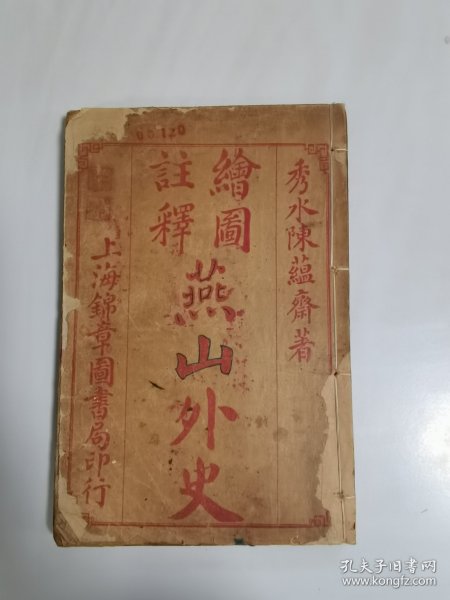 06120
秀水陳蘊齋著
繪圖
註釋
燕山外史
上海錦章圖書局印行
孔夫子旧书网
www.kongfz.com